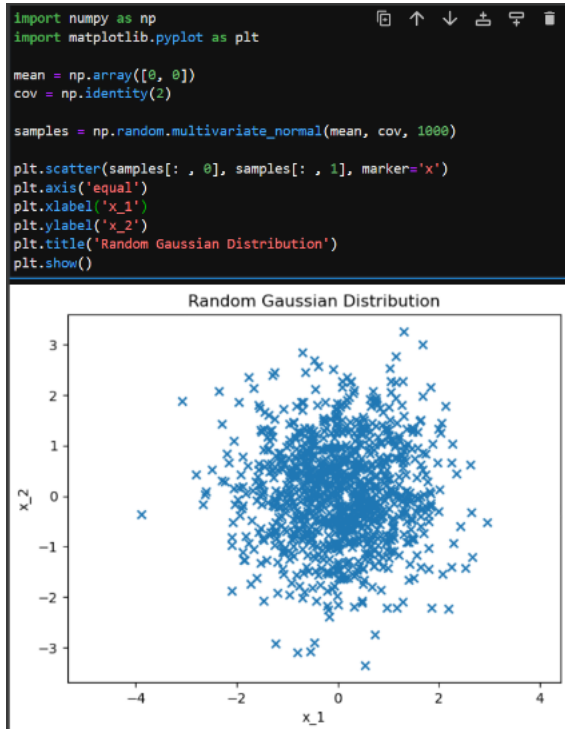 import numpy as np
import matplotlib.pyplot as plt
mean = np.array([0, 0])
cov = np.identity(2)
samples = np.random.multivariate_normal(mean, cov, 1000)
plt.scatter(samples[: , 0], samples[: , 1], marker='x')
plt.axis('equal')
plt.xlabel('x_1')
plt.ylabel('x_2')
plt.title('Random Gaussian Distribution')
plt.show()
Random Gaussian Distribution
3
2
1
0
−1
−2
−3
x_2
−4 −2 0 2 4
x_1